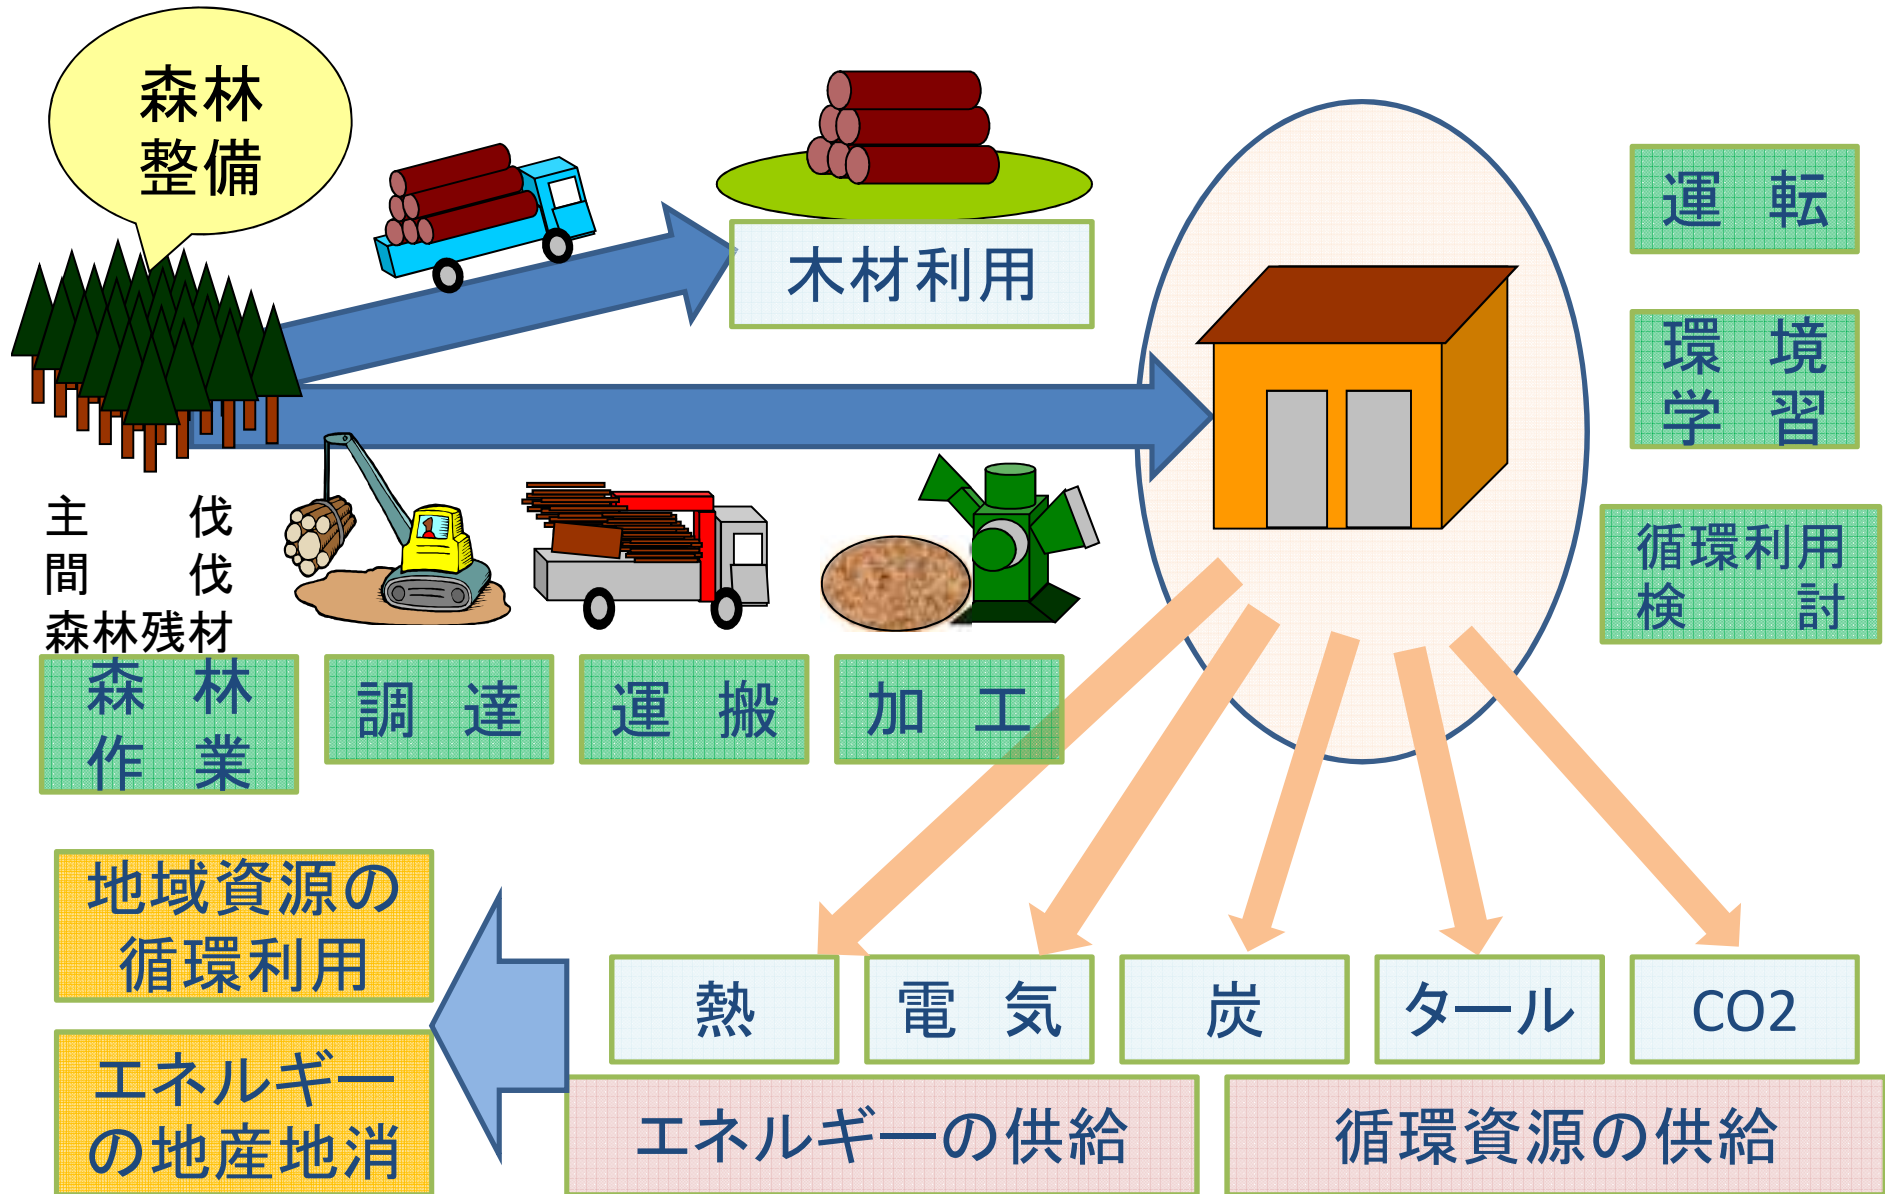 森林
整備
木材利用
運　転
環　境
学　習
循環利用
検　　討
主　　伐
間　　伐
森林残材
森　林
作　業
調　達
運　搬
加　工
地域資源の
循環利用
エネルギー
の地産地消
熱
電　気
炭
タール
CO2
エネルギーの供給
循環資源の供給